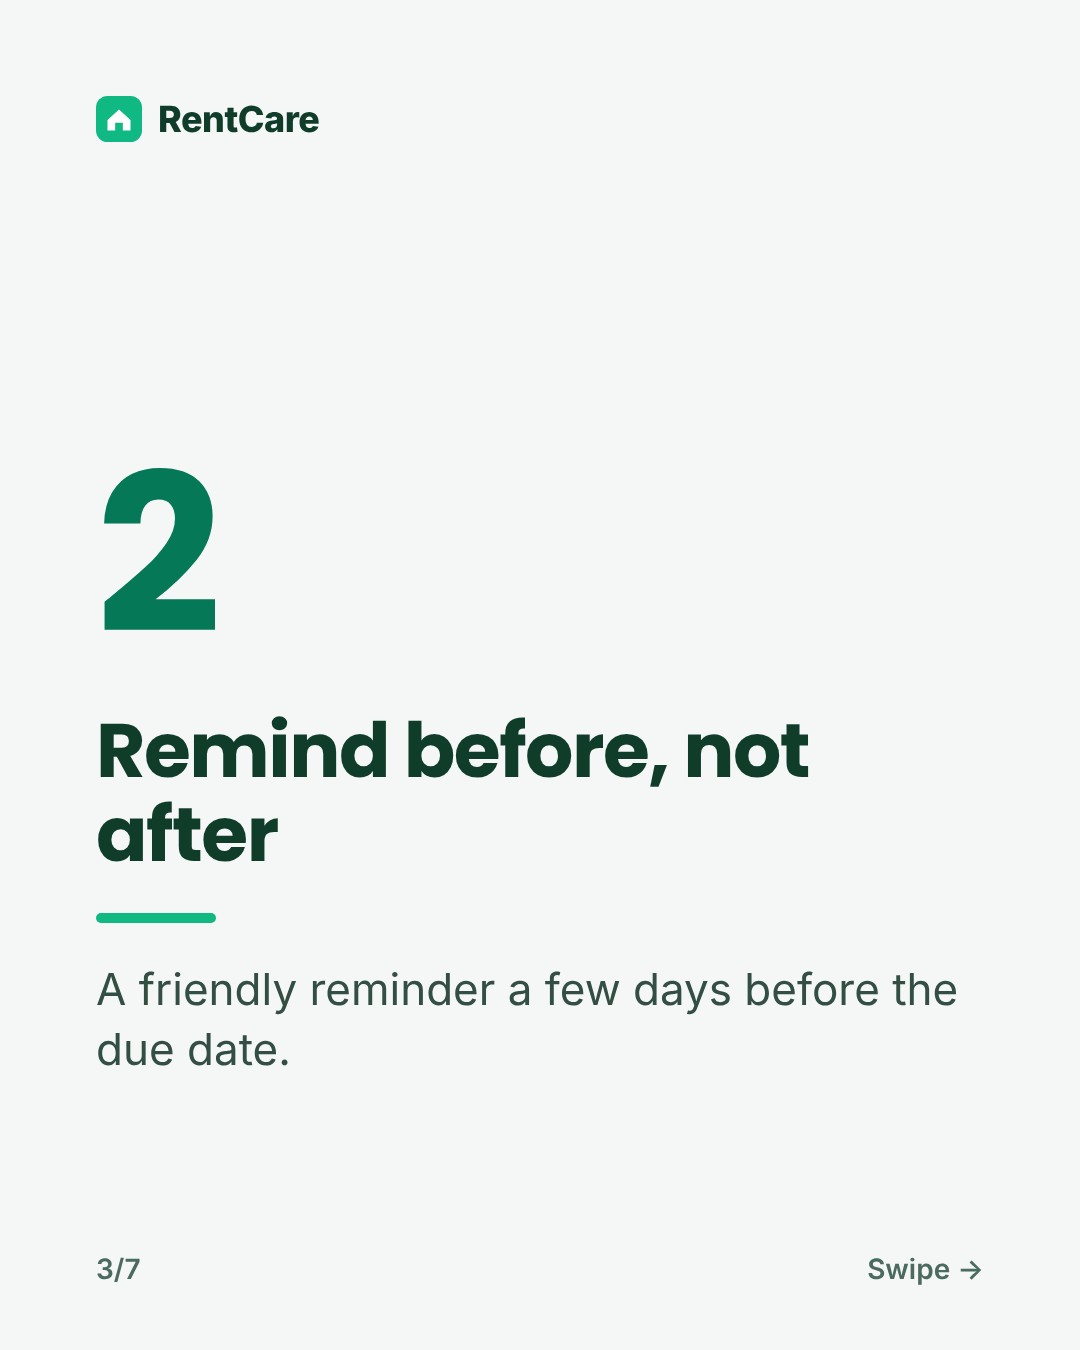 RentCare
2
Remind before, not
after
A friendly reminder a few days before the
due date.
3/7
Swipe →